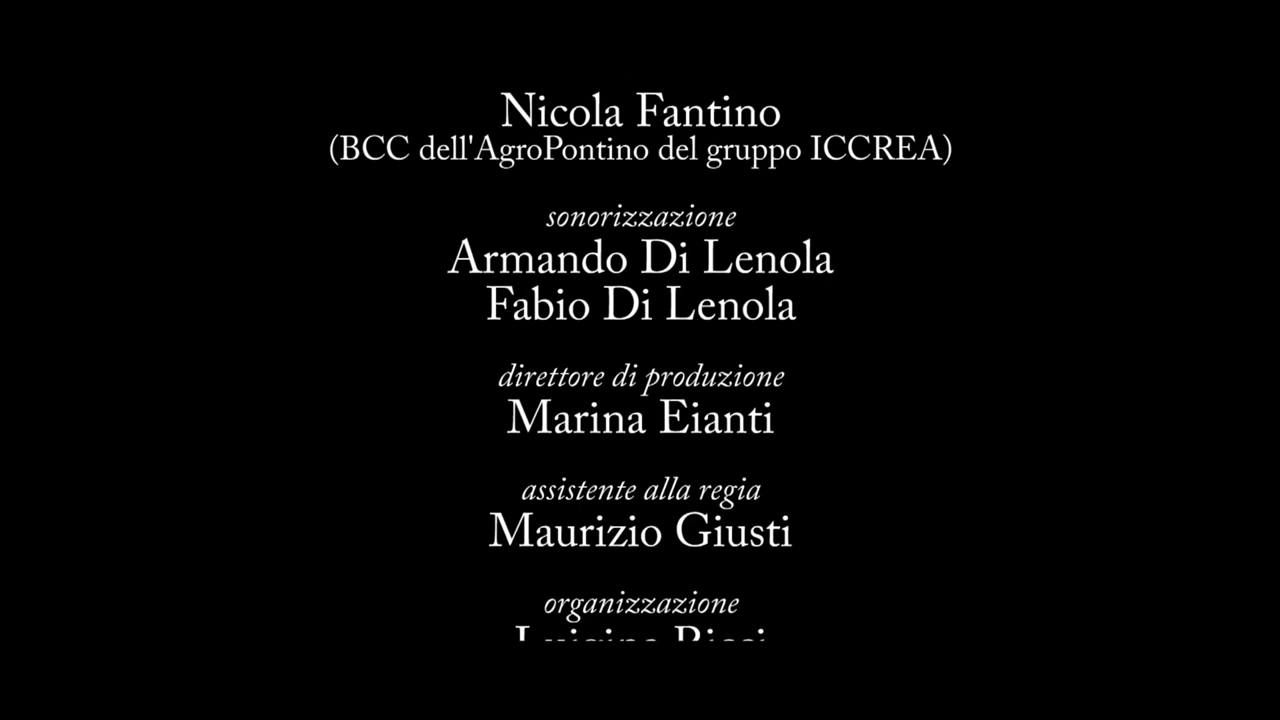 Nicola Fantino
(BCC dell'AgroPontino del gruppo ICCREA)
sonorizzazione
Armando Di Lenola
Fabio Di Lenola
direttore di produzione
Marina Eianti
assistente alla regia
Maurizio Giusti
organizzazione